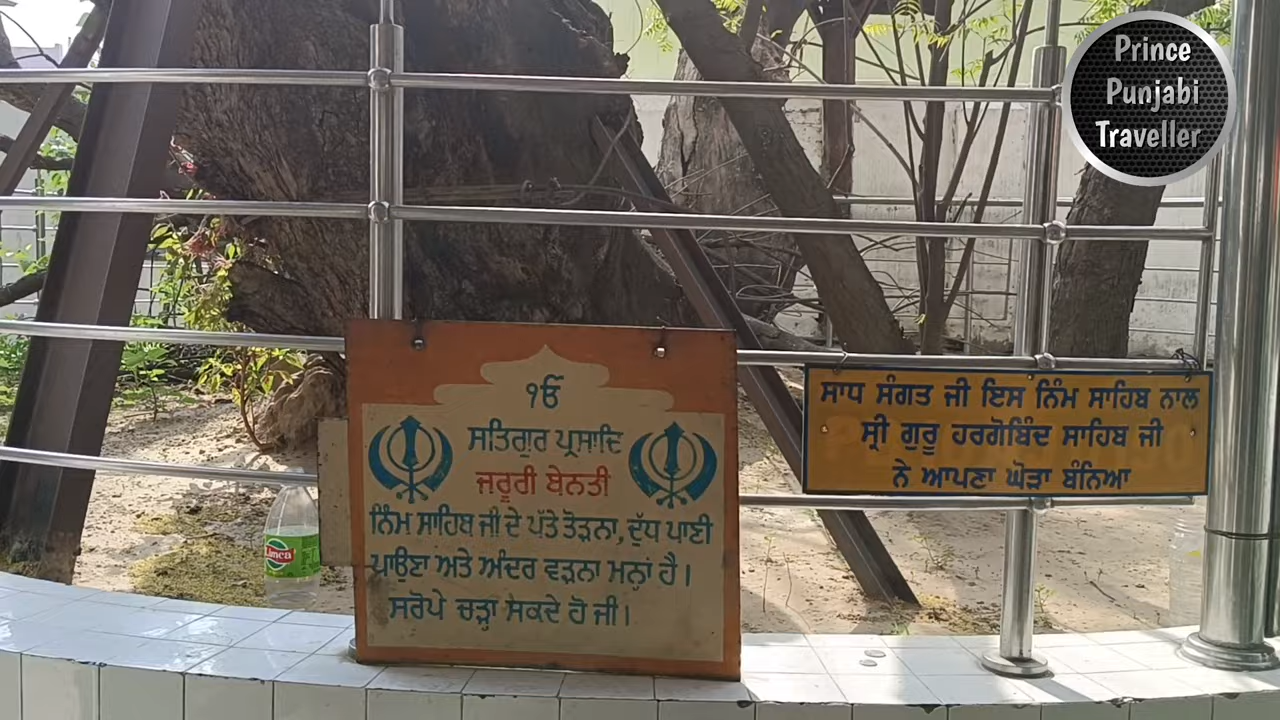 ੴ
ਸਤਿਗੁਰ ਪ੍ਰਸਾਦਿ
ਜ਼ਰੂਰੀ ਬੇਨਤੀ
ਨਿੰਮ ਸਾਹਿਬ ਜੀ ਦੇ ਪੱਤੇ ਤੋੜਨਾ, ਦੁੱਧ ਪਾਣੀ
ਪਾਉਣਾ ਅਤੇ ਅੰਦਰ ਵੜਨਾ ਮਨ੍ਹਾਂ ਹੈ।
ਸਰੋਪੇ ਚੜ੍ਹਾ ਸਕਦੇ ਹੋ ਜੀ।
ਸਾਧ ਸੰਗਤ ਜੀ ਇਸ ਨਿੰਮ ਸਾਹਿਬ ਨਾਲ
ਸ੍ਰੀ ਗੁਰੂ ਹਰਗੋਬਿੰਦ ਸਾਹਿਬ ਜੀ
ਨੇ ਆਪਣਾ ਘੋੜਾ ਬੰਨਿਆ
Prince
Punjabi
Traveller
Limca